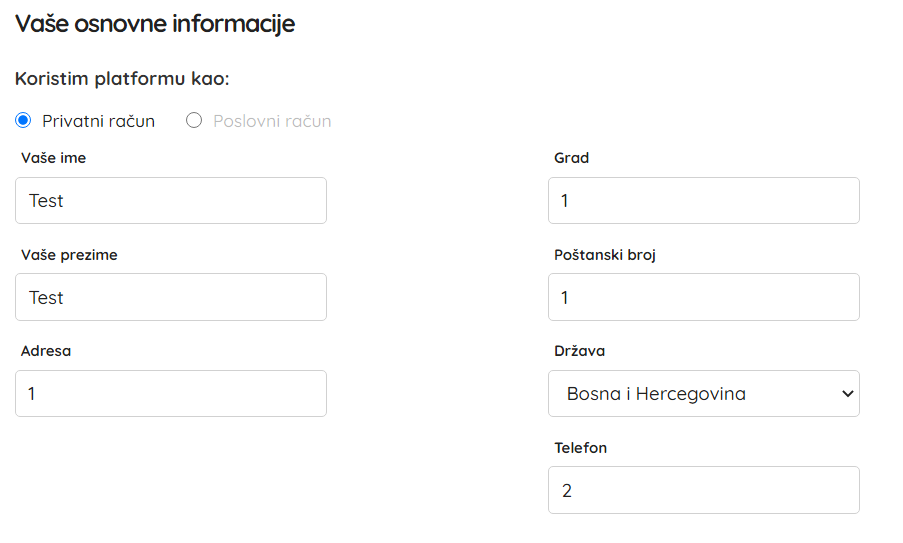 Vaše osnovne informacije
Koristim platformu kao:
Privatni račun Poslovni račun
Vaše ime
Test
Vaše prezime
Test
Adresa
1
Grad
1
Poštanski broj
1
Država
Bosna i Hercegovina
Telefon
2